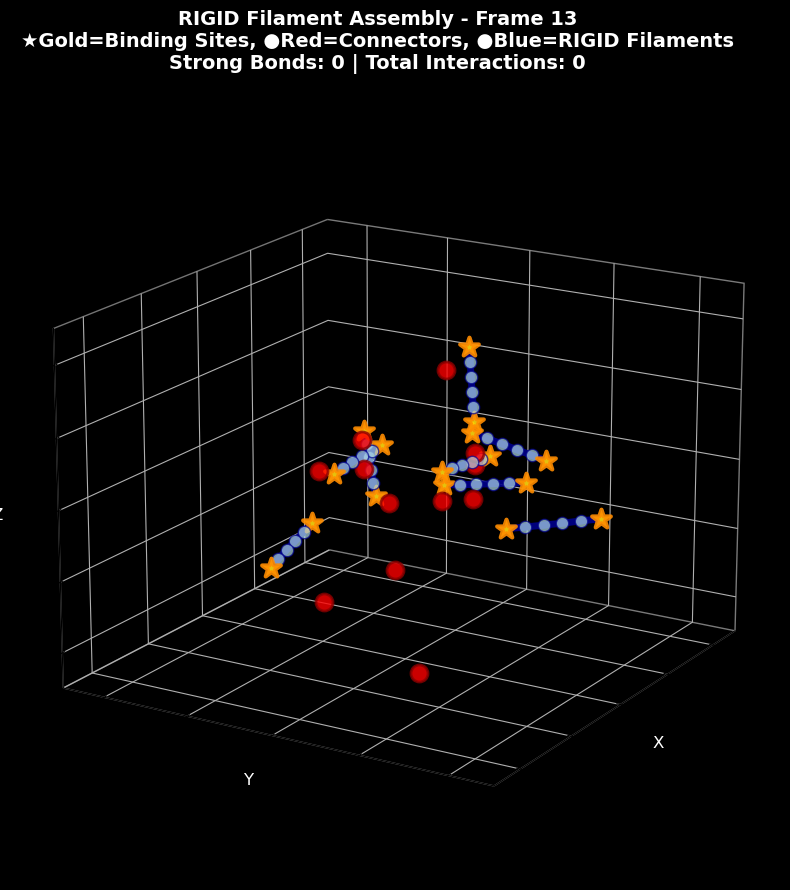 RIGID Filament Assembly - Frame 13
★Gold=Binding Sites, ●Red=Connectors, ●Blue=RIGID Filaments
Strong Bonds: 0 | Total Interactions: 0
Z
X
Y